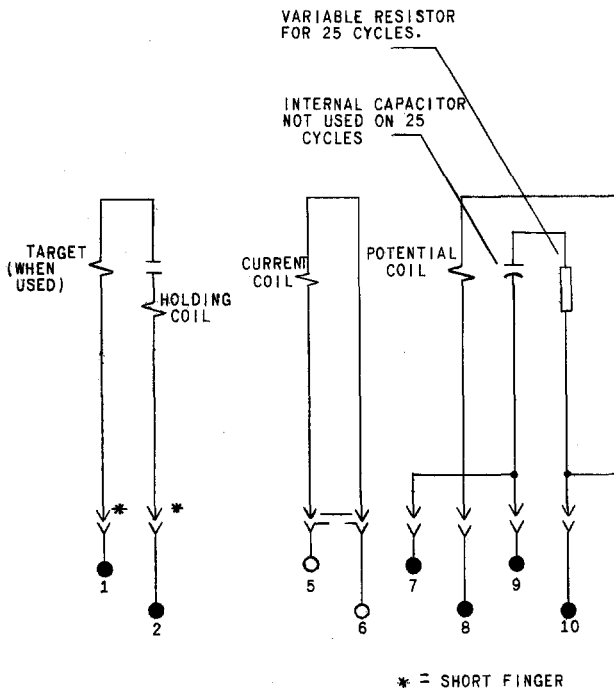 VARIABLE RESISTOR
FOR 25 CYCLES.
INTERNAL CAPACITOR
NOT USED ON 25
CYCLES
TARGET
(WHEN
USED)
HOLDING
COIL
CURRENT
COIL
POTENTIAL
COIL
*
*
1
2
5
6
7
8
9
10
* = SHORT FINGER